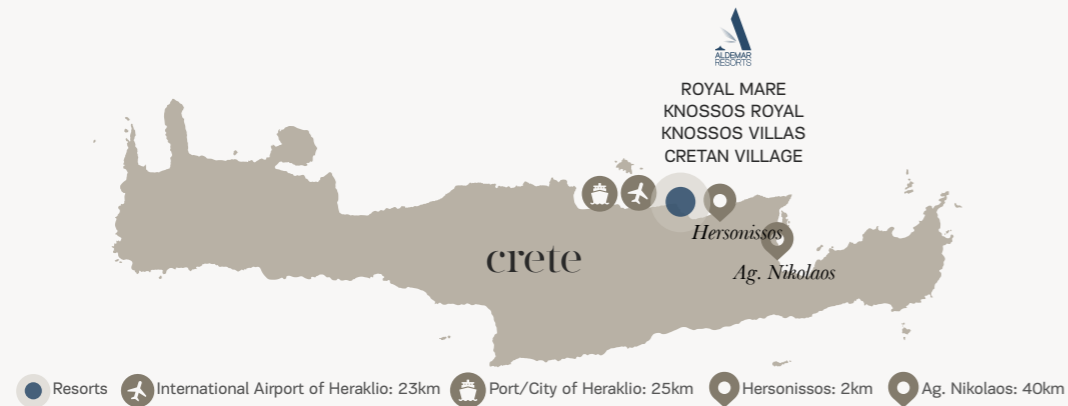 ALDEMAR
RESORTS
ROYAL MARE
KNOSSOS ROYAL
KNOSSOS VILLAS
CRETAN VILLAGE
Hersonissos
crete
Ag. Nikolaos
Resorts International Airport of Heraklio: 23km Port/City of Heraklio: 25km Hersonissos: 2km Ag. Nikolaos: 40km